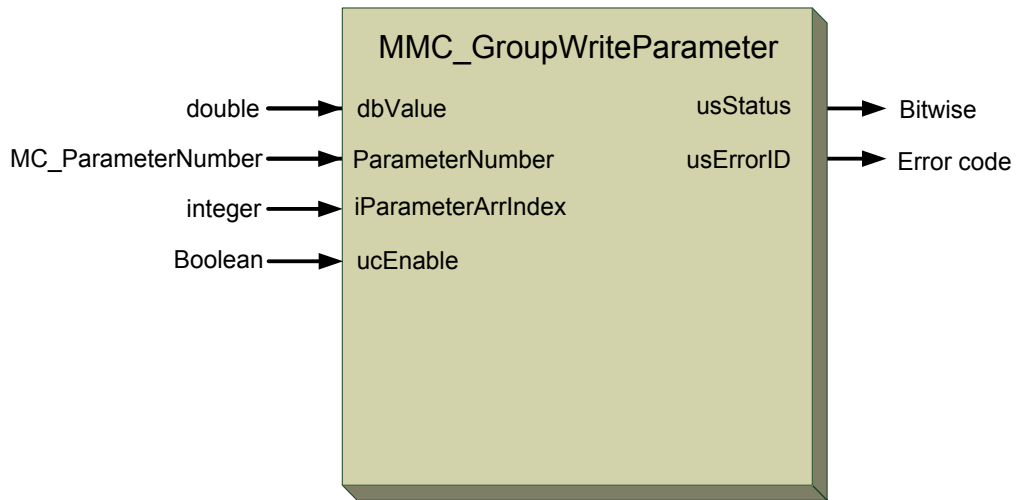 MMC_GroupWriteParameter
double dbValue usStatus Bitwise
MC_ParameterNumber ParameterNumber usErrorID Error code
integer iParameterArrIndex
Boolean ucEnable